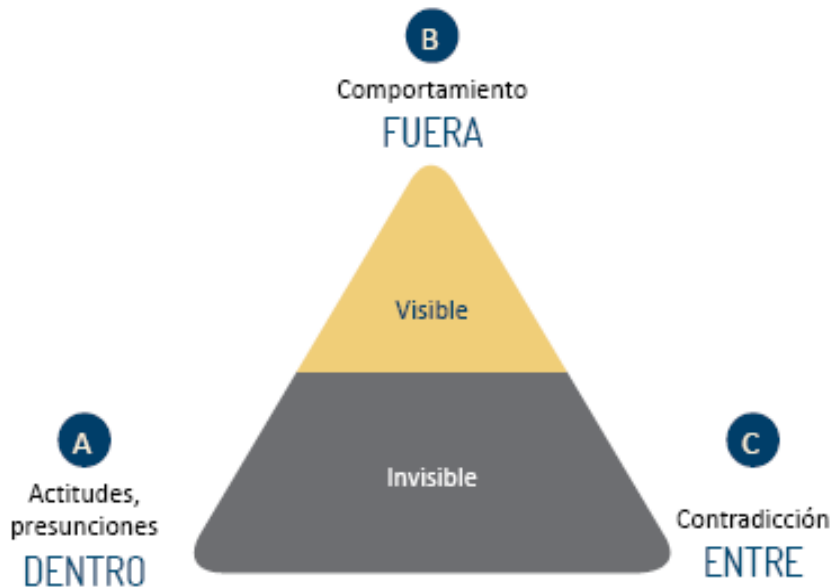 B
Comportamiento
FUERA
Visible
Invisible
A
Actitudes,
presunciones
DENTRO
C
Contradicción
ENTRE